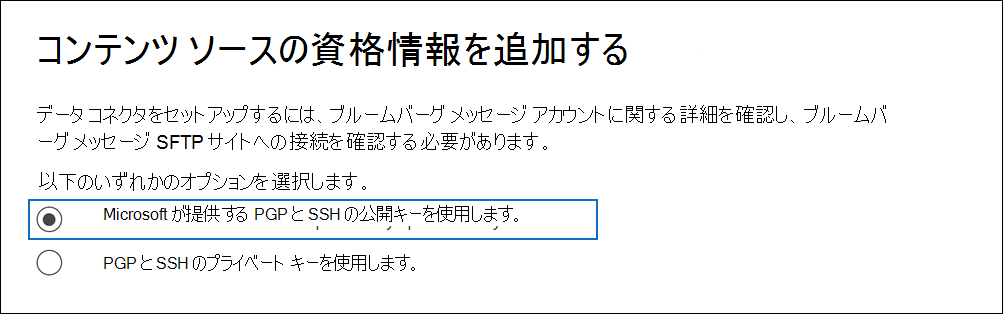 コンテンツ ソースの資格情報を追加する
データ コネクタをセットアップするには、ブルームバーグ メッセージ アカウントに関する詳細を確認し、ブルームバ
ーグ メッセージ SFTP サイトへの接続を確認する必要があります。
以下のいずれかのオプションを選択します。
Microsoft が提供する PGP と SSH の公開キーを使用します。
PGP と SSH のプライベート キーを使用します。